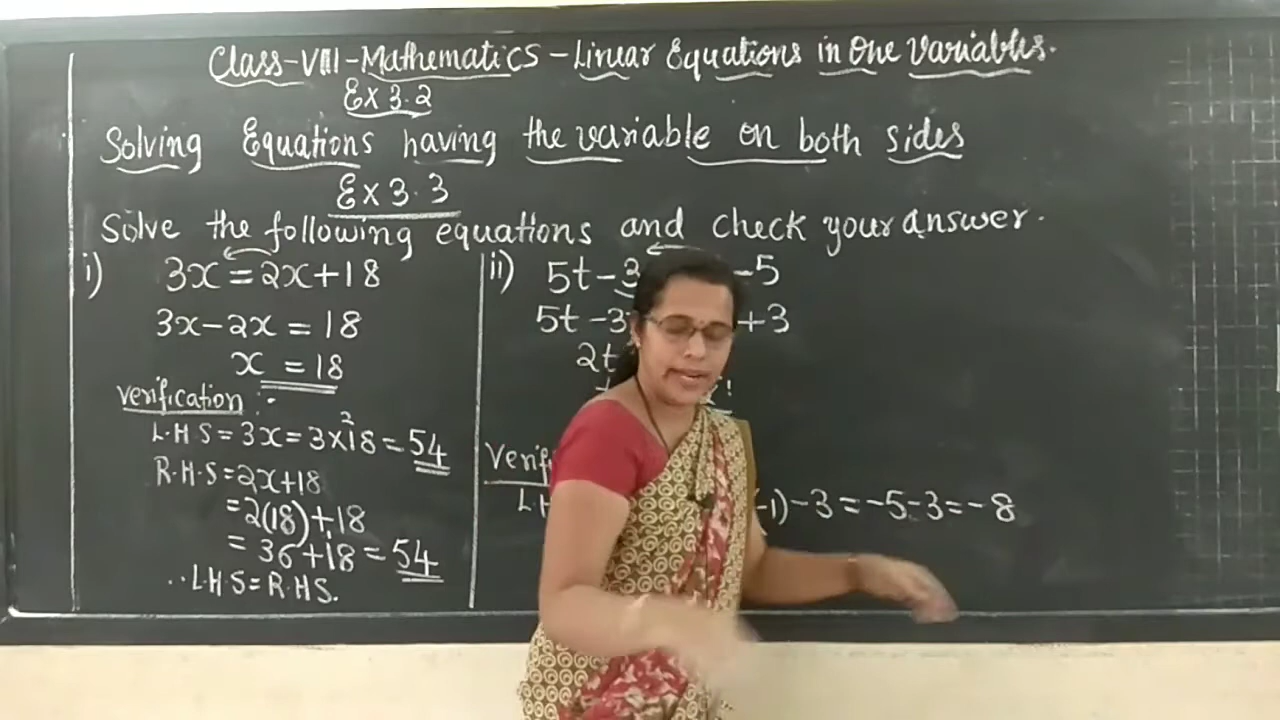 Class-VIII-Mathematics-Linear Equations in One Variables.
Ex 3.2
Solving Equations having the variable on both sides
Ex 3.3
Solve the following equations and check your answer.
i) 3x = 2x+18
3x-2x = 18
x = 18
Verification :-
L.H.S = 3x = 3×18 = 54
R.H.S = 2x+18
= 2(18)+18
= 36+18 = 54
∴ L.H.S = R.H.S.
ii) 5t-3 -5
5t-3 +3
2t
-1)-3 = -5-3 = -8